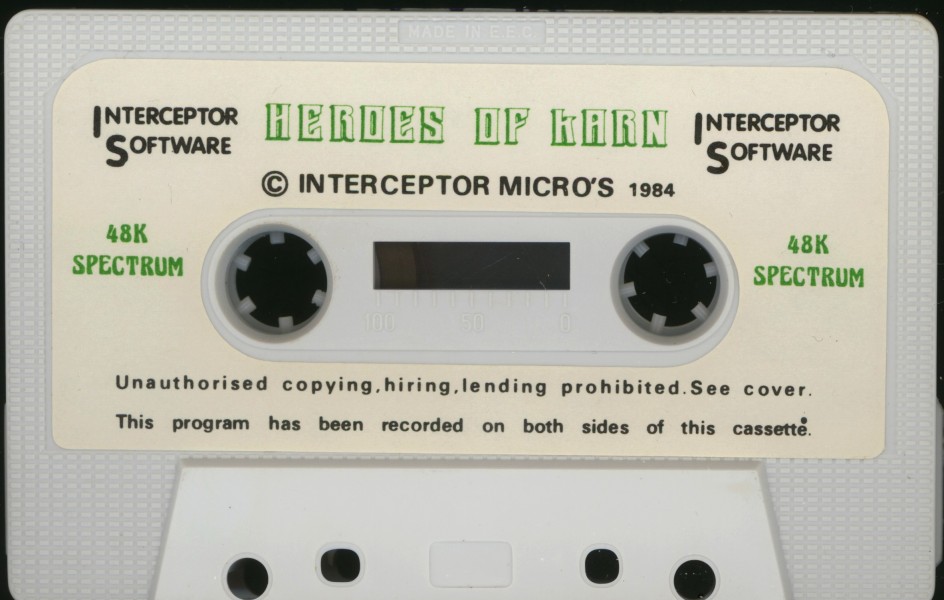 MADE IN E.E.C.
INTERCEPTOR SOFTWARE
HEROES OF KARN
INTERCEPTOR SOFTWARE
© INTERCEPTOR MICRO'S 1984
48K SPECTRUM
48K SPECTRUM
100 50 0
Unauthorised copying,hiring,lending prohibited.See cover.
This program has been recorded on both sides of this cassette.